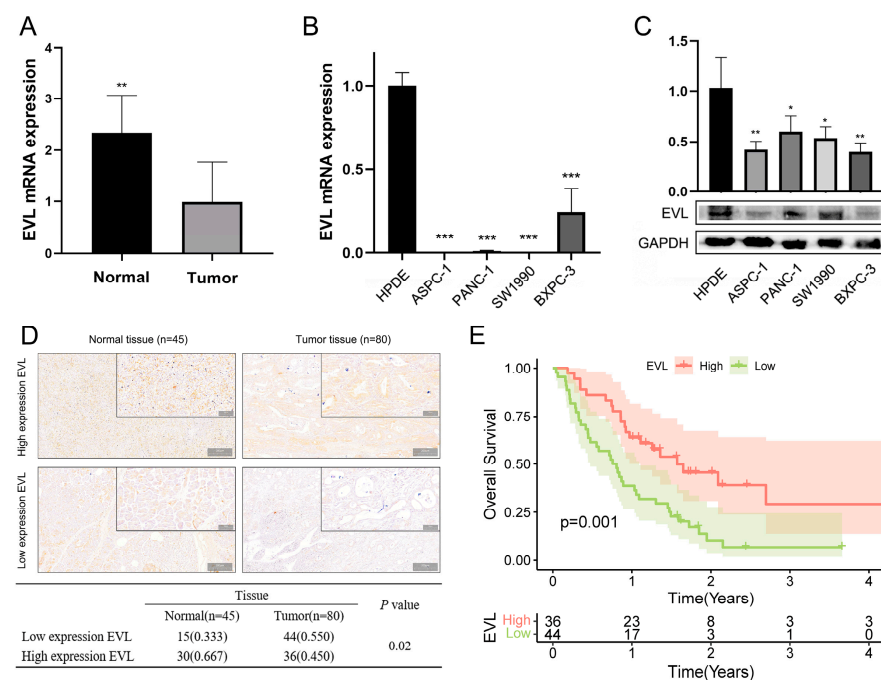 A
EVL mRNA expression
4
3
2
1
0
**
Normal
Tumor
B
EVL mRNA expression
1.0
0.5
0.0
***
***
***
***
HPDE
ASPC-1
PANC-1
SW1990
BXPC-3
C
1.5
1.0
0.5
0.0
**
*
*
**
EVL
GAPDH
HPDE
ASPC-1
PANC-1
SW1990
BXPC-3
D
Normal tissue (n=45)
Tumor tissue (n=80)
High expression EVL
Low expression EVL
Tissue
P value
Normal(n=45) Tumor(n=80)
Low expression EVL 15(0.333) 44(0.550)
0.02
High expression EVL 30(0.667) 36(0.450)
E
EVL High Low
Overall Survival
1.00
0.75
0.50
0.25
0.00
p=0.001
0 1 2 3 4
Time(Years)
EVL
High 36 23 8 3 3
Low 44 17 3 1 0
0 1 2 3 4
Time(Years)